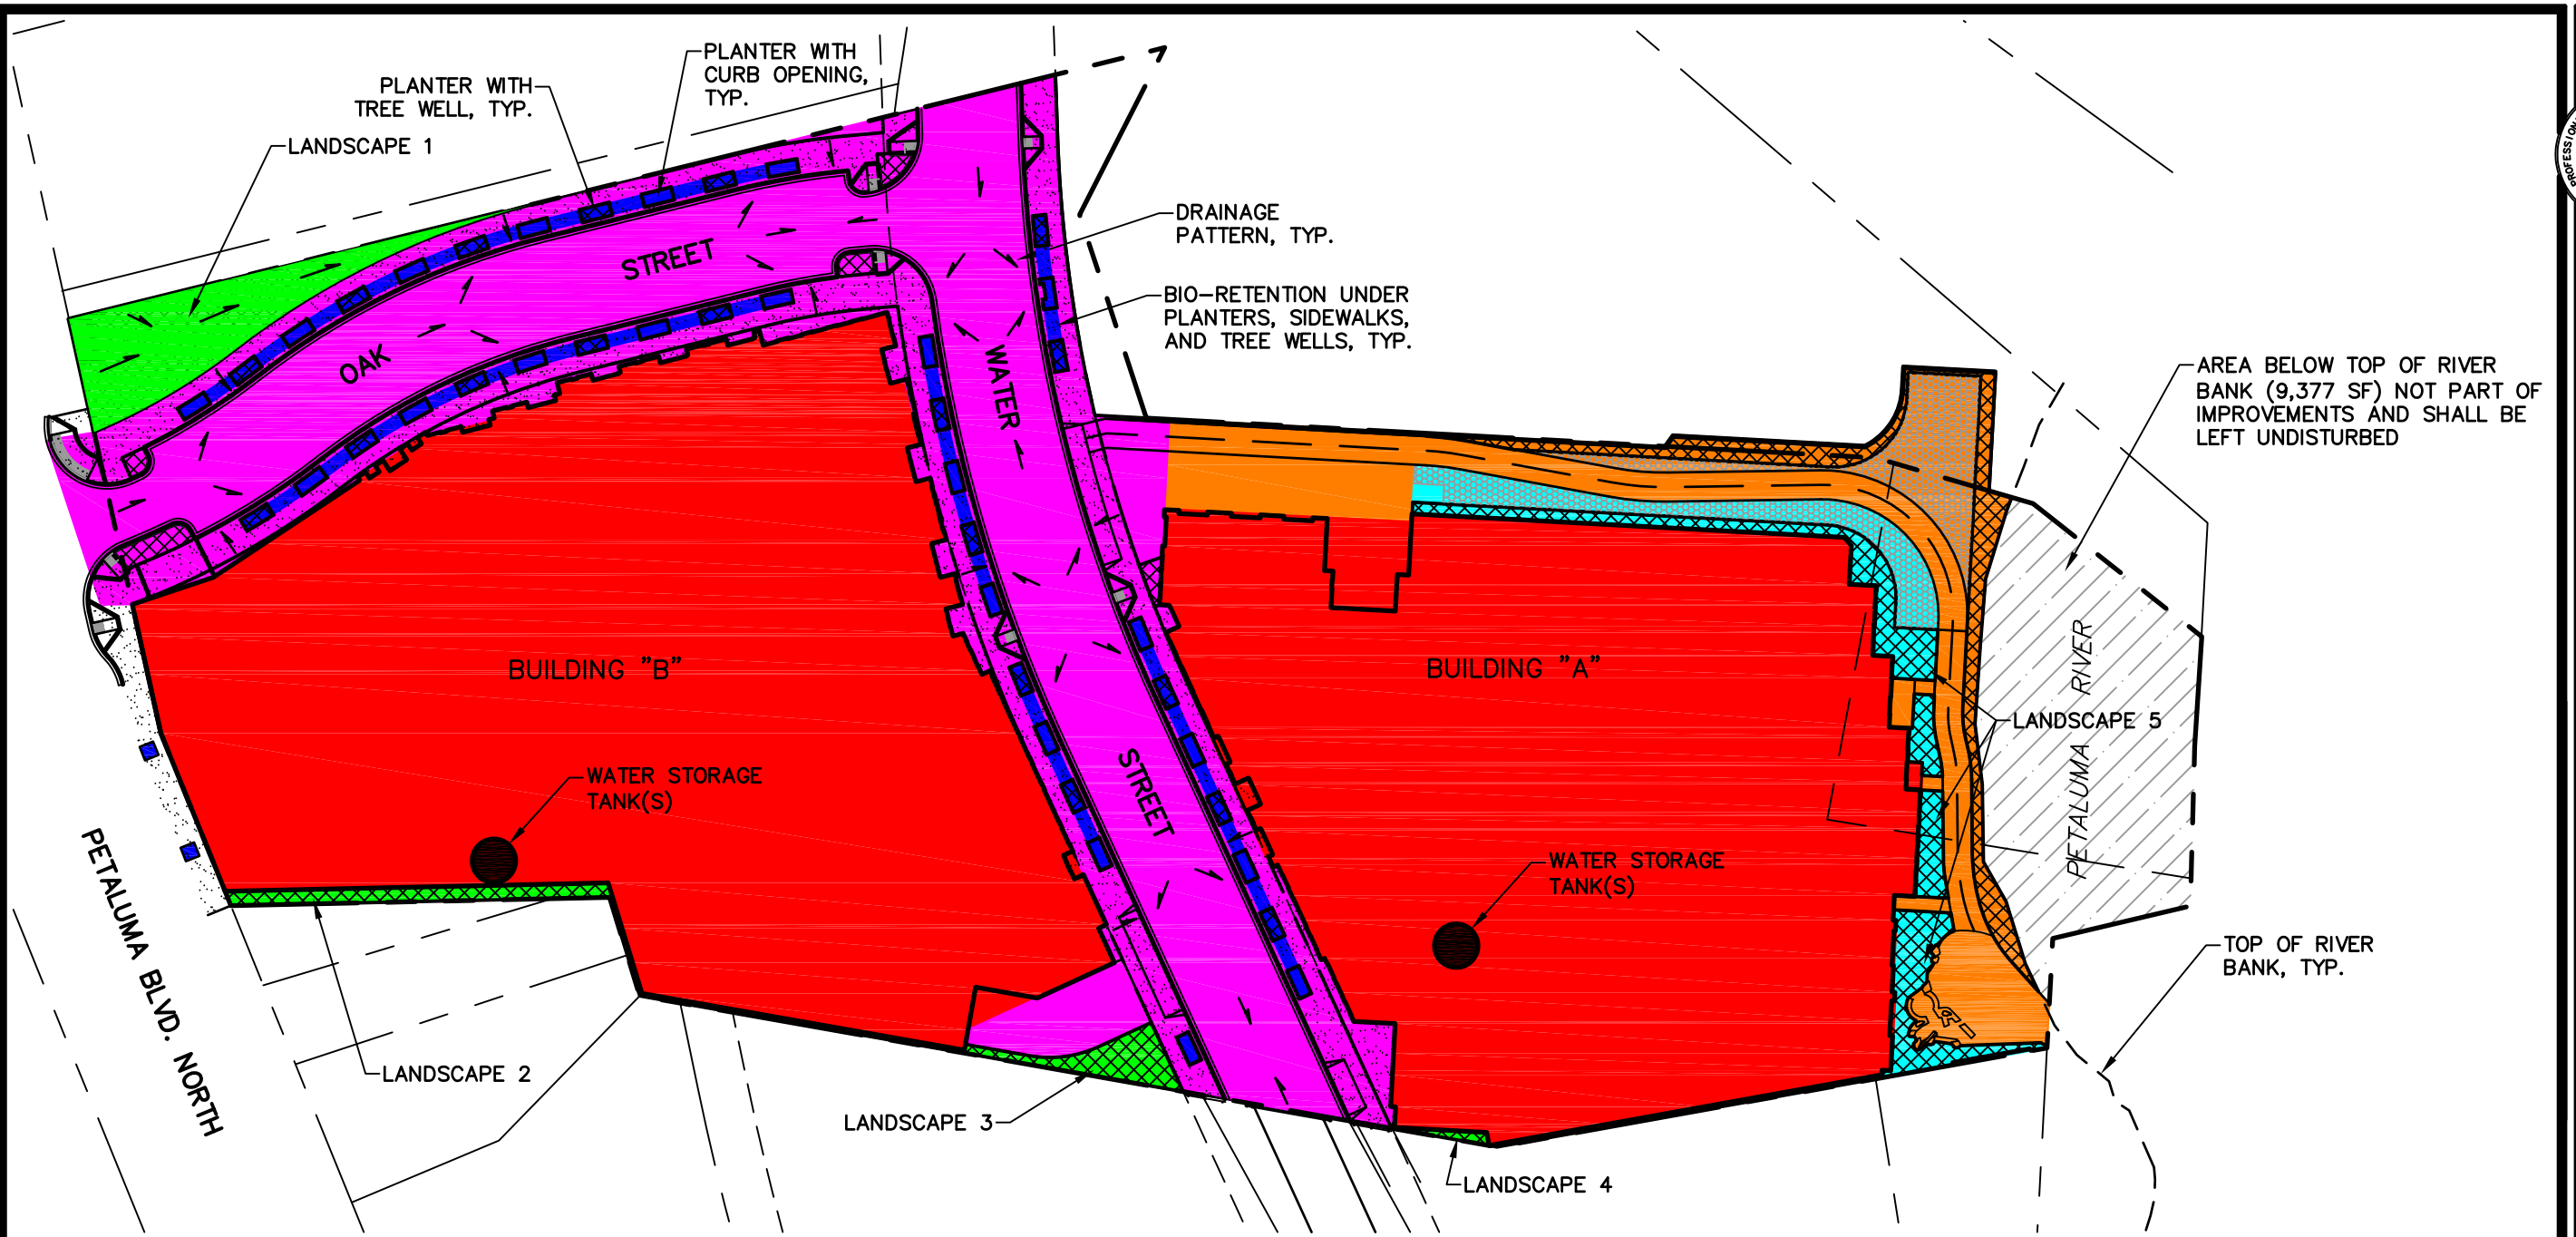 PLANTER WITH
TREE WELL, TYP.
PLANTER WITH
CURB OPENING,
TYP.
LANDSCAPE 1
DRAINAGE
PATTERN, TYP.
BIO-RETENTION UNDER
PLANTERS, SIDEWALKS,
AND TREE WELLS, TYP.
OAK
STREET
WATER
STREET
AREA BELOW TOP OF RIVER
BANK (9,377 SF) NOT PART OF
IMPROVEMENTS AND SHALL BE
LEFT UNDISTURBED
BUILDING "B"
BUILDING "A"
LANDSCAPE 5
PETALUMA RIVER
WATER STORAGE
TANK(S)
WATER STORAGE
TANK(S)
PETALUMA BLVD. NORTH
TOP OF RIVER
BANK, TYP.
LANDSCAPE 2
LANDSCAPE 3
LANDSCAPE 4